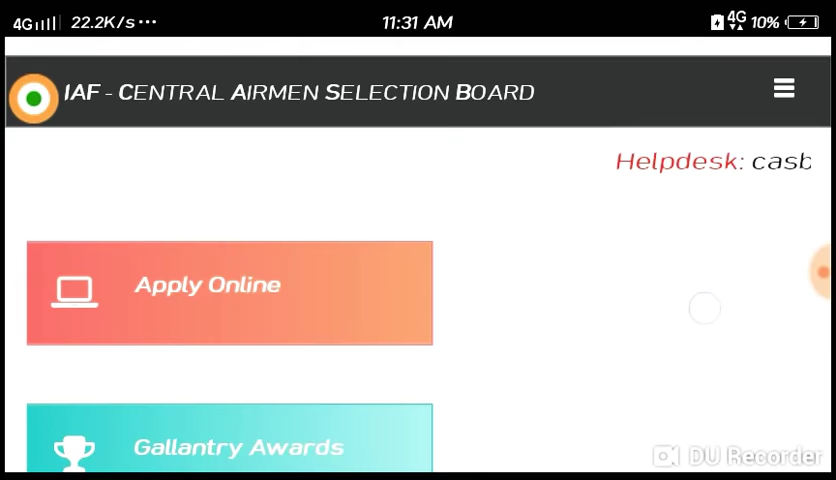 4G 22.2K/s ··· 11:31 AM 4G 10%
IAF - CENTRAL AIRMEN SELECTION BOARD
Helpdesk: casb
Apply Online
Gallantry Awards
DU Recorder